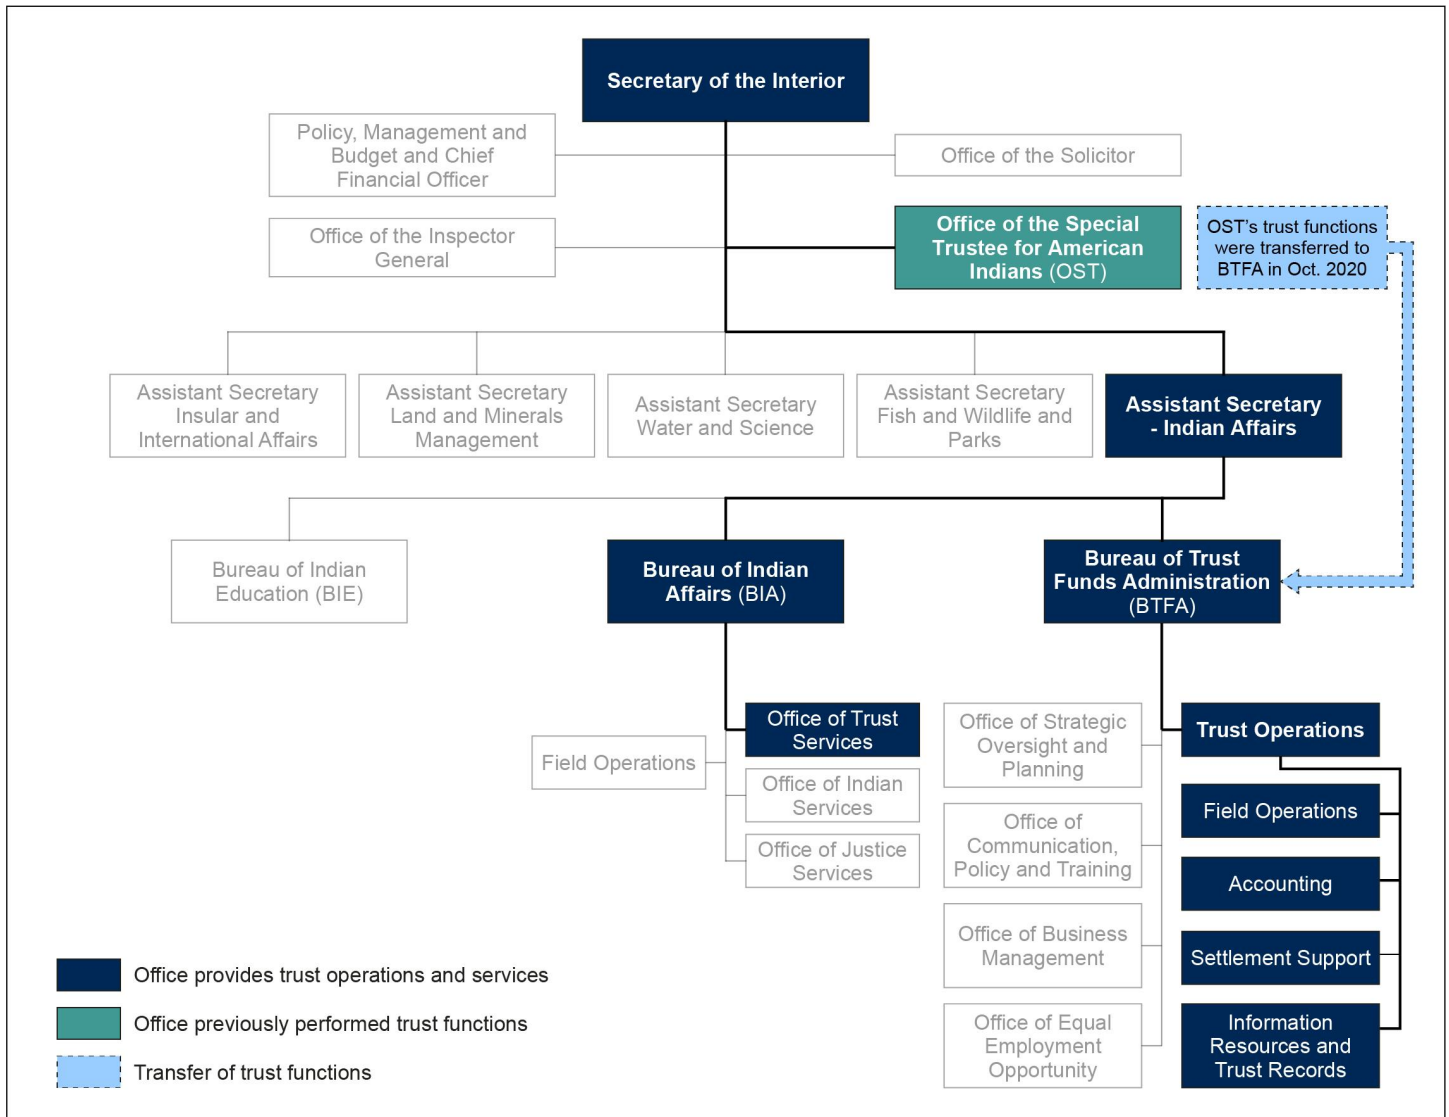 Secretary of the Interior
Policy, Management and
Budget and Chief
Financial Officer
Office of the Solicitor
Office of the Inspector
General
Office of the Special
Trustee for American
Indians (OST)
OST’s trust functions
were transferred to
BTFA in Oct. 2020
Assistant Secretary
Insular and
International Affairs
Assistant Secretary
Land and Minerals
Management
Assistant Secretary
Water and Science
Assistant Secretary
Fish and Wildlife and
Parks
Assistant Secretary
- Indian Affairs
Bureau of Indian
Education (BIE)
Bureau of Indian
Affairs (BIA)
Bureau of Trust
Funds Administration
(BTFA)
Field Operations
Office of Trust
Services
Office of Indian
Services
Office of Justice
Services
Office of Strategic
Oversight and
Planning
Office of
Communication,
Policy and Training
Office of Business
Management
Office of Equal
Employment
Opportunity
Trust Operations
Field Operations
Accounting
Settlement Support
Information
Resources and
Trust Records
Office provides trust operations and services
Office previously performed trust functions
Transfer of trust functions